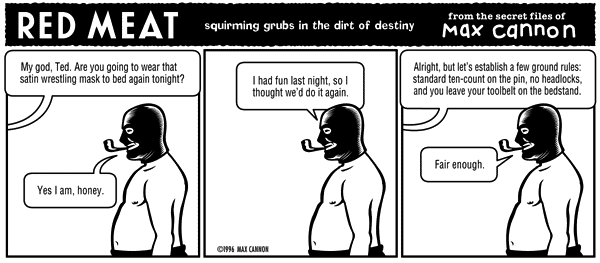 RED MEAT
squirming grubs in the dirt of destiny
from the secret files of
max cannon
My god, Ted. Are you going to wear that
satin wrestling mask to bed again tonight?
Yes I am, honey.
I had fun last night, so I
thought we'd do it again.
©1996 MAX CANNON
Alright, but let's establish a few ground rules:
standard ten-count on the pin, no headlocks,
and you leave your toolbelt on the bedstand.
Fair enough.